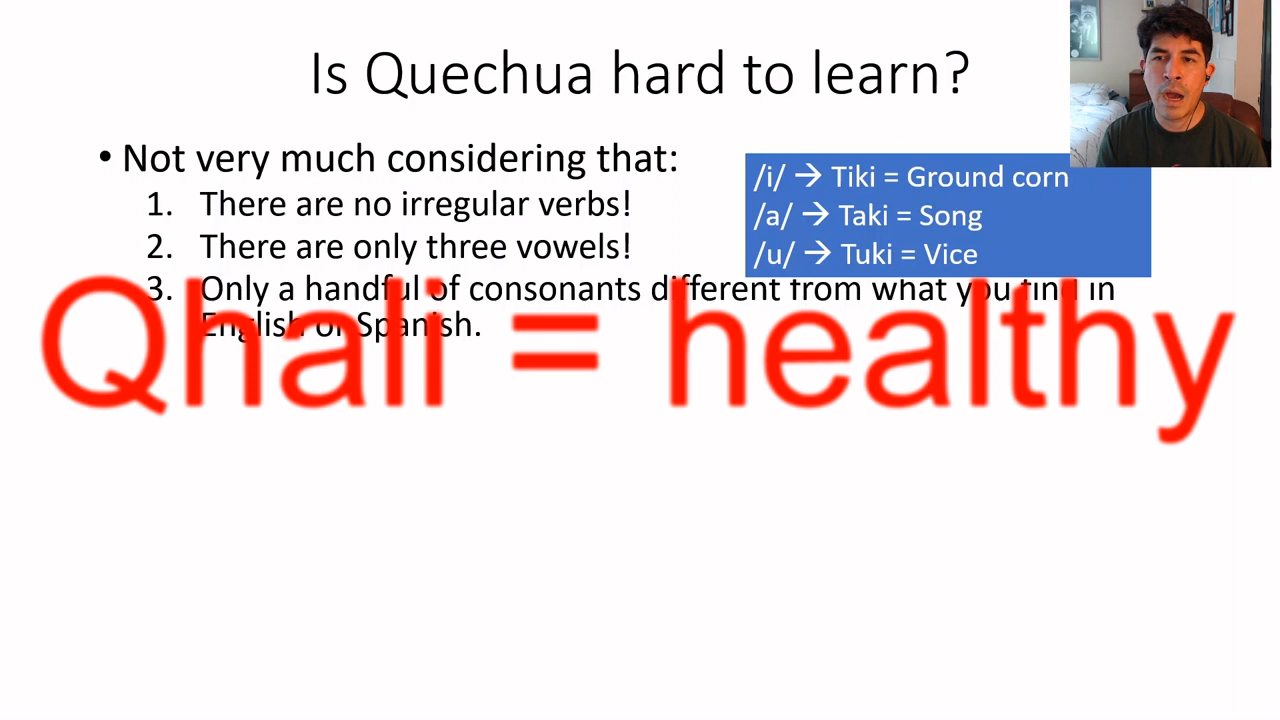 Is Quechua hard to learn?
• Not very much considering that:
1. There are no irregular verbs!
2. There are only three vowels!
3. Only a handful of consonants different from what you find in
English or Spanish.
/i/ → Tiki = Ground corn
/a/ → Taki = Song
/u/ → Tuki = Vice
Qhali = healthy